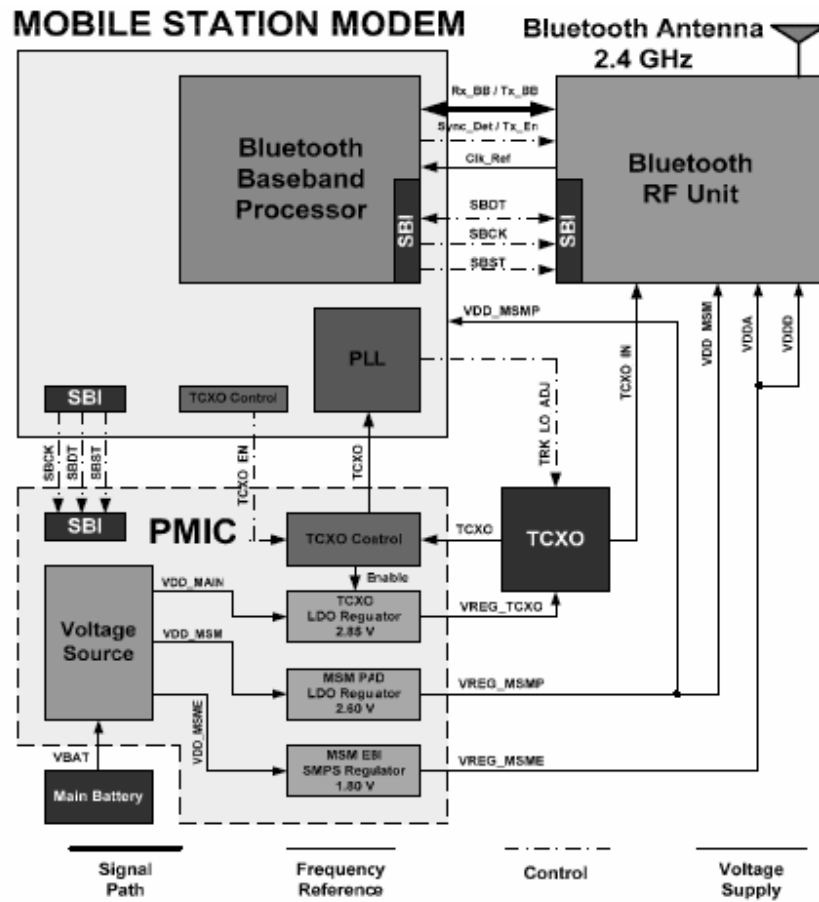 MOBILE STATION MODEM
Bluetooth Antenna
2.4 GHz
Bluetooth
Baseband
Processor
SBI
Rx_BB / Tx_BB
Sync_Det / Tx_En
Clk_Ref
SBDT
SBCK
SBST
SBI
Bluetooth
RF Unit
VDD_MSMP
PLL
TRK_LO_ADJ
TCXO_IN
VDD_MSM
VDDA
VDDD
SBI
TCXO Control
SBCK
SBDT
SBST
TCXO_EN
TCXO
SBI
PMIC
TCXO Control
TCXO
TCXO
Enable
Voltage
Source
VDD_MAIN
TCXO
LDO Reguator
2.85 V
VREG_TCXO
VDD_MSM
MSM PAD
LDO Reguator
2.60 V
VREG_MSMP
VDD_MSME
MSM EBI
SMPS Regulator
1.80 V
VREG_MSME
VBAT
Main Battery
Signal
Path
Frequency
Reference
Control
Voltage
Supply